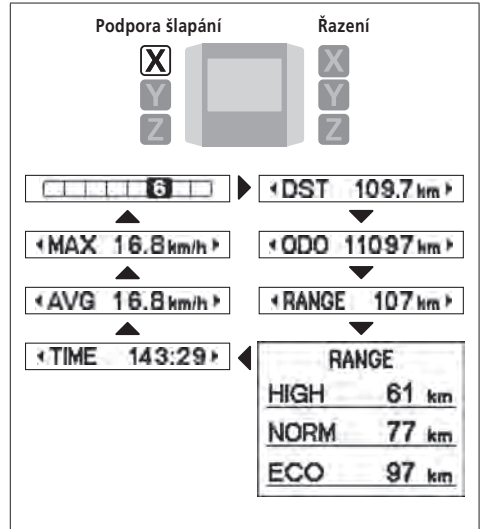 Podpora šlapání Řazení
X X
Y Y
Z Z
6 DST 109.7 km
MAX 16.8 km/h ODO 11097 km
AVG 16.8 km/h RANGE 107 km
TIME 143:29 RANGE
HIGH 61 km
NORM 77 km
ECO 97 km